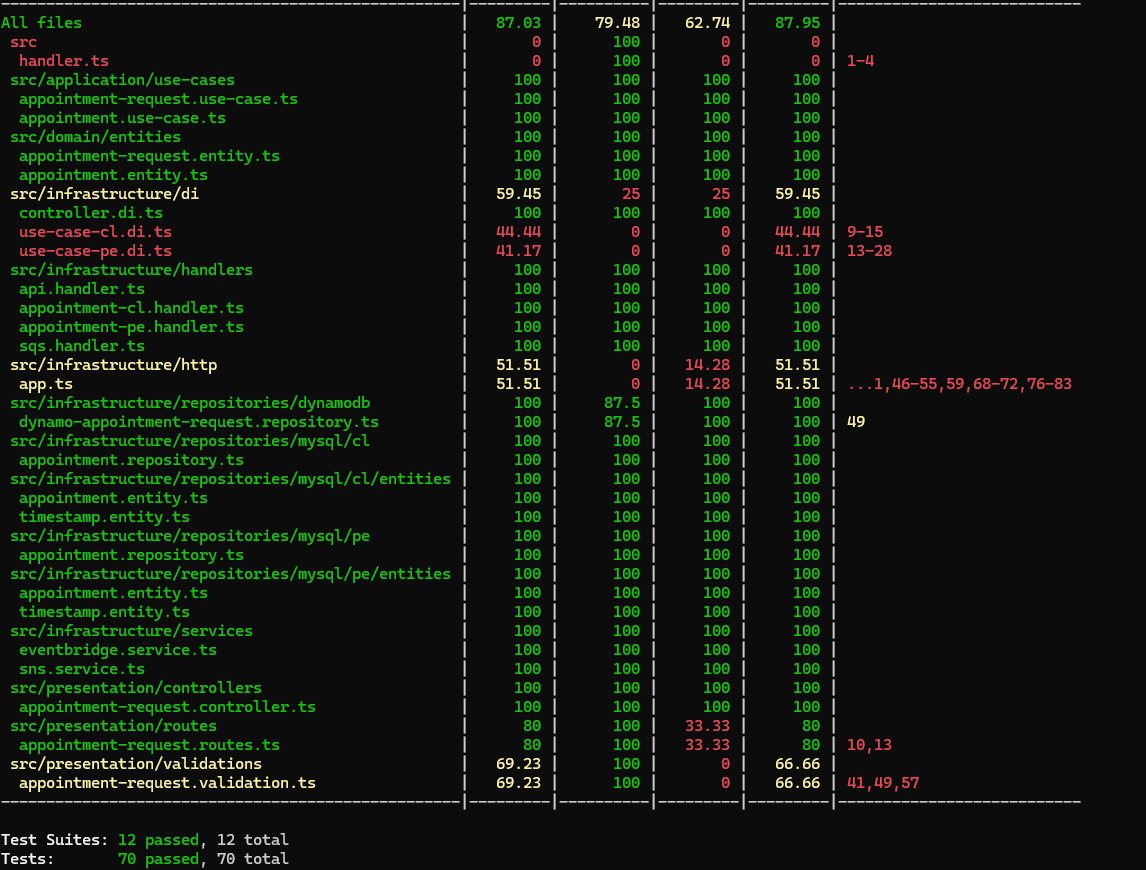 -------------------------------------------------|---------|----------|---------|---------|---------------------------
All files                                        |   87.03 |    79.48 |   62.74 |   87.95 |
 src                                             |       0 |      100 |       0 |       0 |
  handler.ts                                     |       0 |      100 |       0 |       0 | 1-4
 src/application/use-cases                       |     100 |      100 |     100 |     100 |
  appointment-request.use-case.ts                |     100 |      100 |     100 |     100 |
  appointment.use-case.ts                        |     100 |      100 |     100 |     100 |
 src/domain/entities                             |     100 |      100 |     100 |     100 |
  appointment-request.entity.ts                  |     100 |      100 |     100 |     100 |
  appointment.entity.ts                          |     100 |      100 |     100 |     100 |
 src/infrastructure/di                           |   59.45 |       25 |      25 |   59.45 |
  controller.di.ts                               |     100 |      100 |     100 |     100 |
  use-case-cl.di.ts                              |   44.44 |        0 |       0 |   44.44 | 9-15
  use-case-pe.di.ts                              |   41.17 |        0 |       0 |   41.17 | 13-28
 src/infrastructure/handlers                     |     100 |      100 |     100 |     100 |
  api.handler.ts                                 |     100 |      100 |     100 |     100 |
  appointment-cl.handler.ts                      |     100 |      100 |     100 |     100 |
  appointment-pe.handler.ts                      |     100 |      100 |     100 |     100 |
  sqs.handler.ts                                 |     100 |      100 |     100 |     100 |
 src/infrastructure/http                         |   51.51 |        0 |   14.28 |   51.51 |
  app.ts                                         |   51.51 |        0 |   14.28 |   51.51 | ...1,46-55,59,68-72,76-83
 src/infrastructure/repositories/dynamodb        |     100 |     87.5 |     100 |     100 |
  dynamo-appointment-request.repository.ts       |     100 |     87.5 |     100 |     100 | 49
 src/infrastructure/repositories/mysql/cl        |     100 |      100 |     100 |     100 |
  appointment.repository.ts                      |     100 |      100 |     100 |     100 |
 src/infrastructure/repositories/mysql/cl/entities |     100 |      100 |     100 |     100 |
  appointment.entity.ts                          |     100 |      100 |     100 |     100 |
  timestamp.entity.ts                            |     100 |      100 |     100 |     100 |
 src/infrastructure/repositories/mysql/pe        |     100 |      100 |     100 |     100 |
  appointment.repository.ts                      |     100 |      100 |     100 |     100 |
 src/infrastructure/repositories/mysql/pe/entities |     100 |      100 |     100 |     100 |
  appointment.entity.ts                          |     100 |      100 |     100 |     100 |
  timestamp.entity.ts                            |     100 |      100 |     100 |     100 |
 src/infrastructure/services                     |     100 |      100 |     100 |     100 |
  eventbridge.service.ts                         |     100 |      100 |     100 |     100 |
  sns.service.ts                                 |     100 |      100 |     100 |     100 |
 src/presentation/controllers                    |     100 |      100 |     100 |     100 |
  appointment-request.controller.ts              |     100 |      100 |     100 |     100 |
 src/presentation/routes                         |      80 |      100 |   33.33 |      80 |
  appointment-request.routes.ts                  |      80 |      100 |   33.33 |      80 | 10,13
 src/presentation/validations                    |   69.23 |      100 |       0 |   66.66 |
  appointment-request.validation.ts              |   69.23 |      100 |       0 |   66.66 | 41,49,57
-------------------------------------------------|---------|----------|---------|---------|---------------------------
Test Suites: 12 passed, 12 total
Tests:       70 passed, 70 total